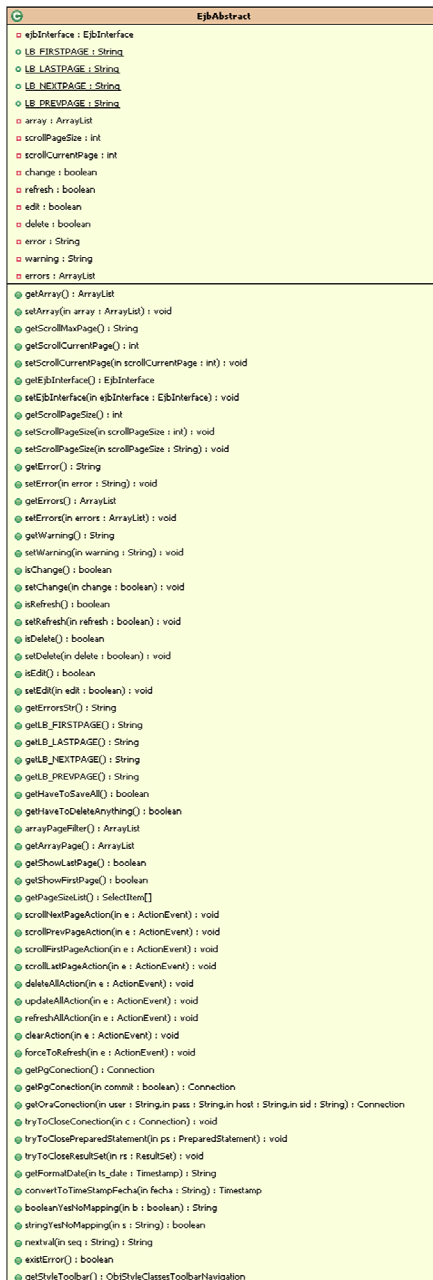 C EjbAbstract
ejbInterface : EjbInterface
LB_FIRSTPAGE : String
LB_LASTPAGE : String
LB_NEXTPAGE : String
LB_PREVPAGE : String
array : ArrayList
scrollPageSize : int
scrollCurrentPage : int
change : boolean
refresh : boolean
edit : boolean
delete : boolean
error : String
warning : String
errors : ArrayList
getArray() : ArrayList
setArray(in array : ArrayList) : void
getScrollMaxPage() : String
getScrollCurrentPage() : int
setScrollCurrentPage(in scrollCurrentPage : int) : void
getEjbInterface() : EjbInterface
setEjbInterface(in ejbInterface : EjbInterface) : void
getScrollPageSize() : int
setScrollPageSize(in scrollPageSize : int) : void
setScrollPageSize(in scrollPageSize : String) : void
getError() : String
setError(in error : String) : void
getErrors() : ArrayList
setErrors(in errors : ArrayList) : void
getWarning() : String
setWarning(in warning : String) : void
isChange() : boolean
setChange(in change : boolean) : void
isRefresh() : boolean
setRefresh(in refresh : boolean) : void
isDelete() : boolean
setDelete(in delete : boolean) : void
isEdit() : boolean
setEdit(in edit : boolean) : void
getErrorsStr() : String
getLB_FIRSTPAGE() : String
getLB_LASTPAGE() : String
getLB_NEXTPAGE() : String
getLB_PREVPAGE() : String
getHaveToSaveAll() : boolean
getHaveToDeleteAnything() : boolean
arrayPageFilter() : ArrayList
getArrayPage() : ArrayList
getShowLastPage() : boolean
getShowFirstPage() : boolean
getPageSizeList() : SelectItem[]
scrollNextPageAction(in e : ActionEvent) : void
scrollPrevPageAction(in e : ActionEvent) : void
scrollFirstPageAction(in e : ActionEvent) : void
scrollLastPageAction(in e : ActionEvent) : void
deleteAllAction(in e : ActionEvent) : void
updateAllAction(in e : ActionEvent) : void
refreshAllAction(in e : ActionEvent) : void
clearAction(in e : ActionEvent) : void
forceToRefresh(in e : ActionEvent) : void
getPgConection() : Connection
getPgConection(in commit : boolean) : Connection
getOraConection(in user : String,in pass : String,in host : String,in sid : String) : Connection
tryToCloseConection(in c : Connection) : void
tryToClosePreparedStatement(in ps : PreparedStatement) : void
tryToCloseResultSet(in rs : ResultSet) : void
getFormatDate(in ts_date : Timestamp) : String
convertToTimeStampFecha(in fecha : String) : Timestamp
booleanYesNoMapping(in b : boolean) : String
stringYesNoMapping(in s : String) : boolean
nextval(in seq : String) : String
existError() : boolean
getStyleToolbar() : ObjStyleClassesToolbarNavigation